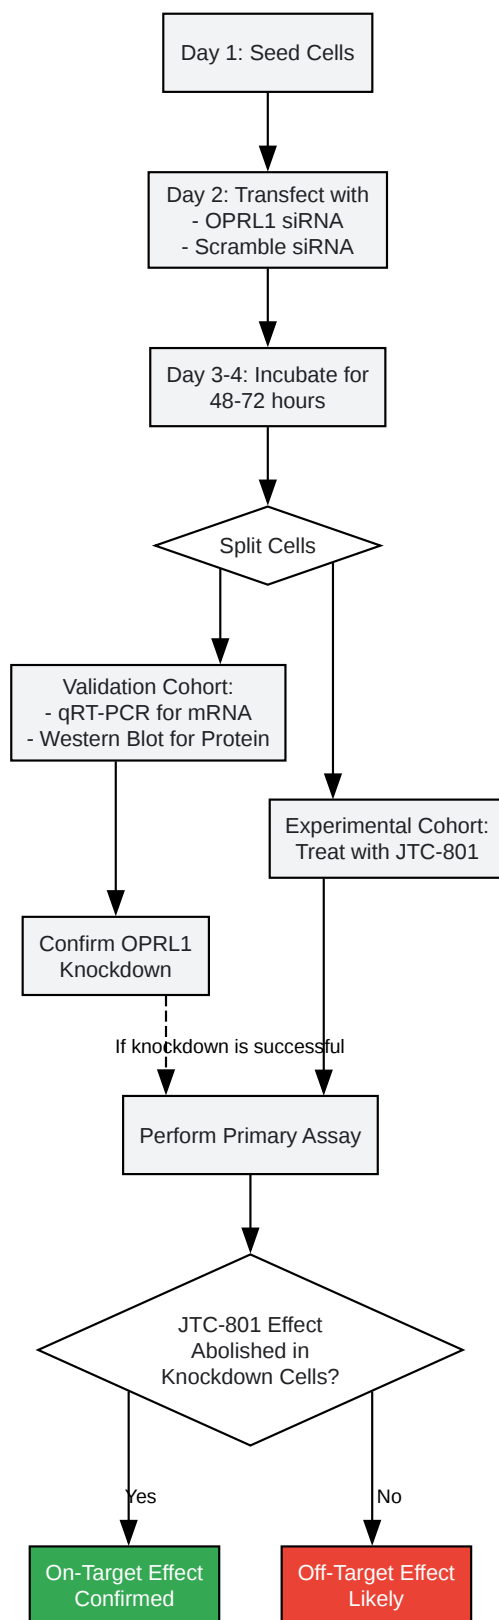 Day 1: Seed Cells
Day 2: Transfect with
- OPRL1 siRNA
- Scramble siRNA
Day 3-4: Incubate for
48-72 hours
Split Cells
Validation Cohort:
- qRT-PCR for mRNA
- Western Blot for Protein
Experimental Cohort:
Treat with JTC-801
Confirm OPRL1
Knockdown
If knockdown is successful
Perform Primary Assay
JTC-801 Effect
Abolished in
Knockdown Cells?
Yes
No
On-Target Effect
Confirmed
Off-Target Effect
Likely